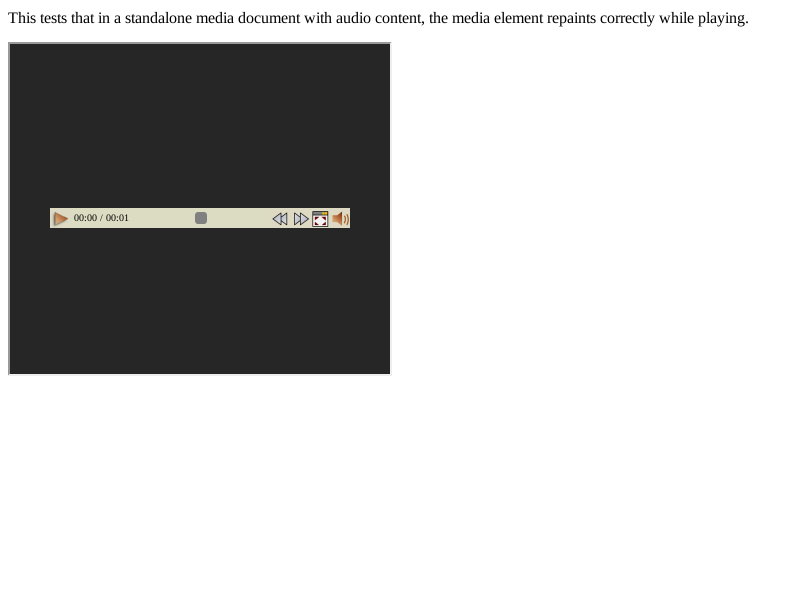 This tests that in a standalone media document with audio content, the media element repaints correctly while playing.
00:00 / 00:01